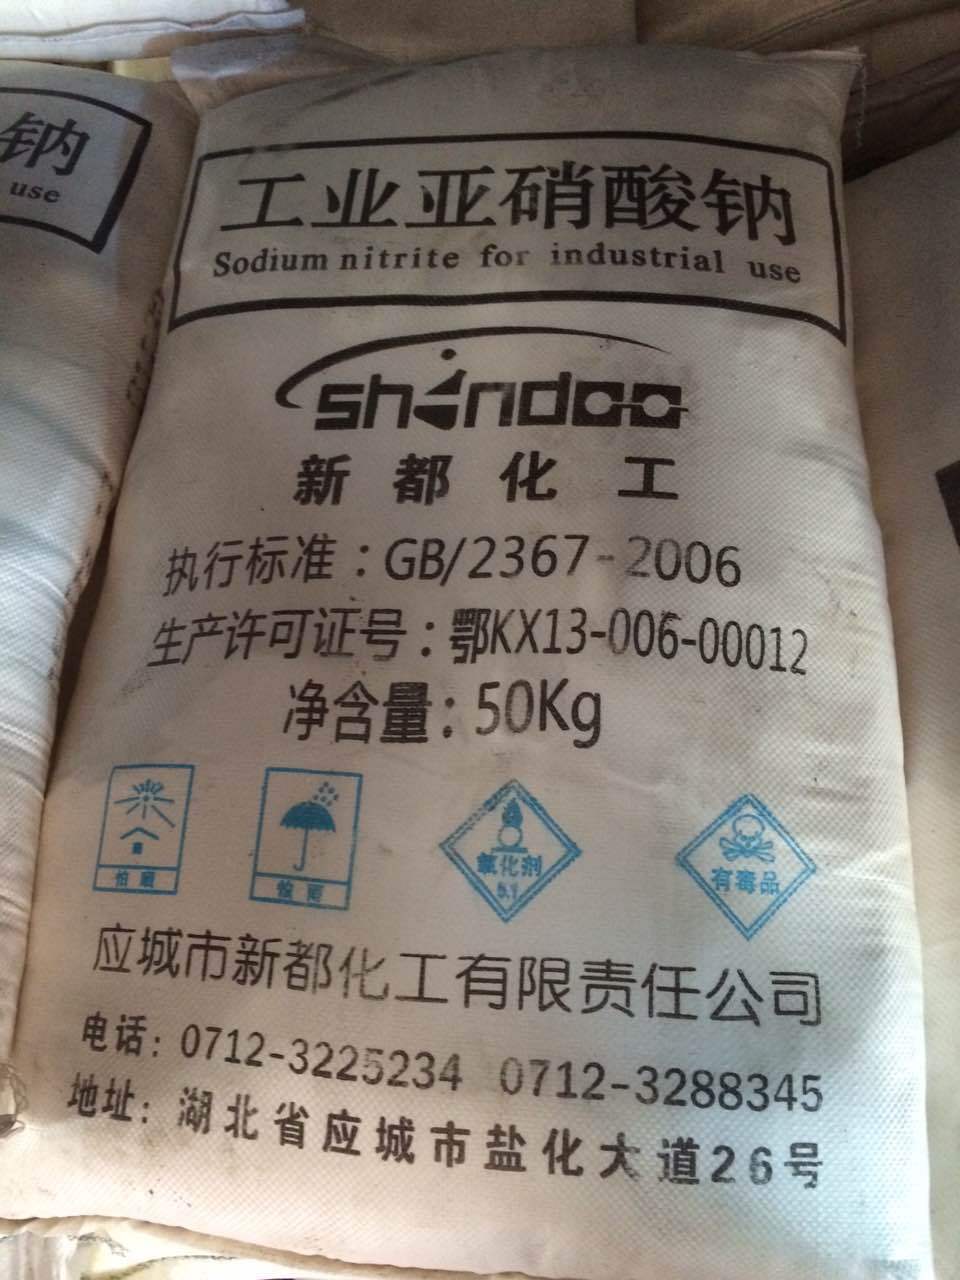 钠
use
工业亚硝酸钠
Sodium nitrite for industrial use
shindoo
新都化工
执行标准：GB/2367-2006
生产许可证号：鄂KX13-006-00012
净含量：50Kg
怕雨
氧化剂
5.1
有毒品
应城市新都化工有限责任公司
电话：0712-3225234 0712-3288345
地址：湖北省应城市盐化大道26号